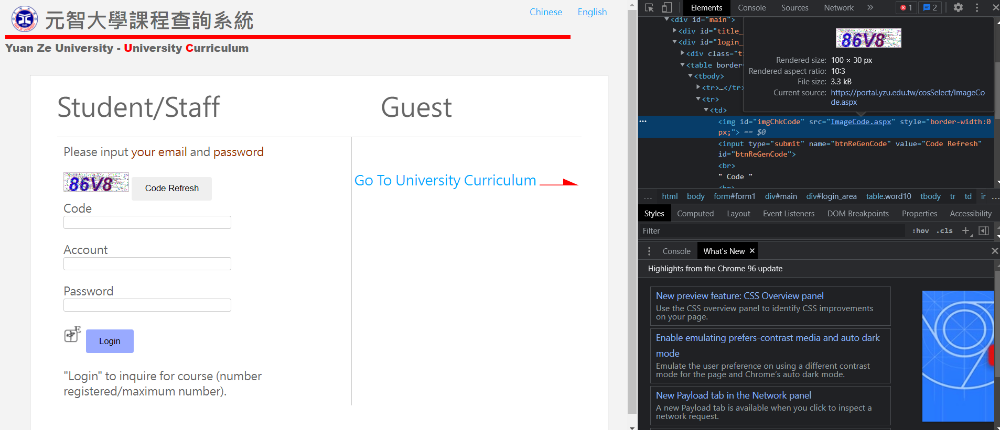 元智大學課程查詢系統
Chinese English
Yuan Ze University - University Curriculum
Student/Staff
Guest
Please input your email and password
86V8
Code Refresh
Code
Account
Password
Login
"Login" to inquire for course (number
registered/maximum number).
Go To University Curriculum
Elements Console Sources Network » 1 2
<div id="main">
<div id="title_
<div id="login_
<div class="t
<table border=
<tbody>
<tr>…</tr>
<tr>
<td>
<img id="imgChkCode" src="ImageCode.aspx" style="border-width:0
px;"> == $0
<input type="submit" name="btnReGenCode" value="Code Refresh"
id="btnReGenCode">
<br>
" Code "
86V8
Rendered size: 100 × 30 px
Rendered aspect ratio: 10:3
File size: 3.3 kB
Current source: https://portal.yzu.edu.tw/cosSelect/ImageCo
de.aspx
… html body form#form1 div#main div#login_area table.word10 tbody tr td …
Styles Computed Layout Event Listeners DOM Breakpoints Properties Accessibility
Filter :hov .cls +
Console What's New ×
Highlights from the Chrome 96 update
New preview feature: CSS Overview panel
Use the CSS overview panel to identify CSS improvements
on your page.
Enable emulating prefers-contrast media and auto dark
mode
Emulate the user preference on using a different contrast
mode for the page and Chrome's auto dark mode.
New Payload tab in the Network panel
A new Payload tab is available when you click to inspect a
network request.